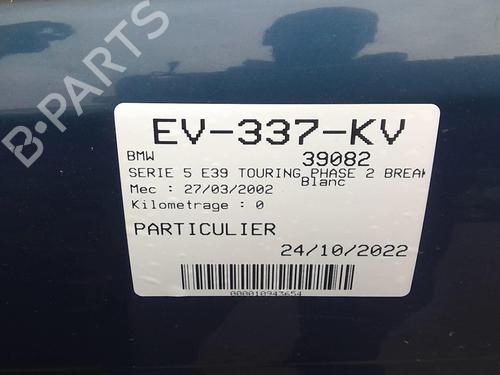 B-PARTS
EV-337-KV
BMW 39082
SERIE 5 E39 TOURING PHASE 2 BREAK
Blanc
Mec : 27/03/2002
Kilometrage : 0
PARTICULIER
24/10/2022
000018943654